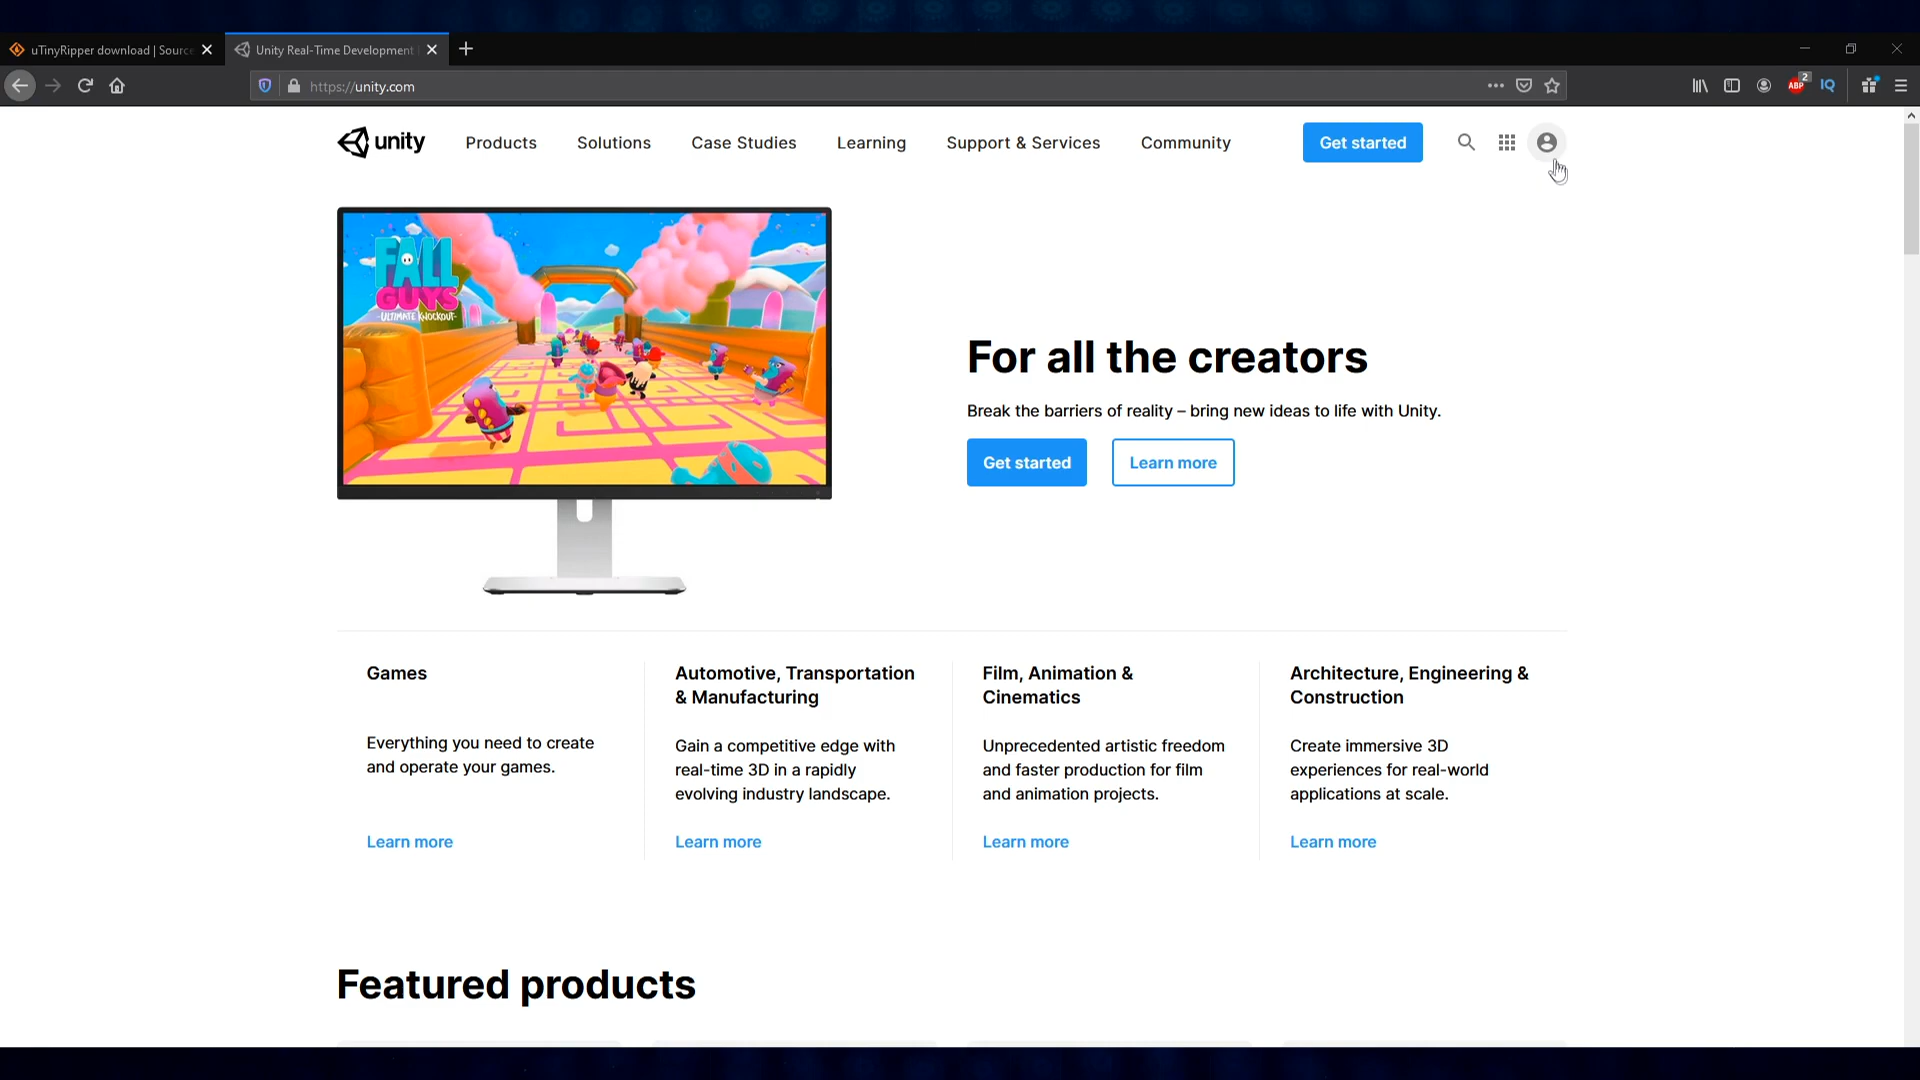 uTinyRipper download | Source
Unity Real-Time Development
https://unity.com
ABP
2
IQ
unity
Products
Solutions
Case Studies
Learning
Support & Services
Community
Get started
FALL
GUYS
-ULTIMATE KNOCKOUT-
For all the creators
Break the barriers of reality – bring new ideas to life with Unity.
Get started
Learn more
Games
Everything you need to create
and operate your games.
Learn more
Automotive, Transportation
& Manufacturing
Gain a competitive edge with
real-time 3D in a rapidly
evolving industry landscape.
Learn more
Film, Animation &
Cinematics
Unprecedented artistic freedom
and faster production for film
and animation projects.
Learn more
Architecture, Engineering &
Construction
Create immersive 3D
experiences for real-world
applications at scale.
Learn more
Featured products